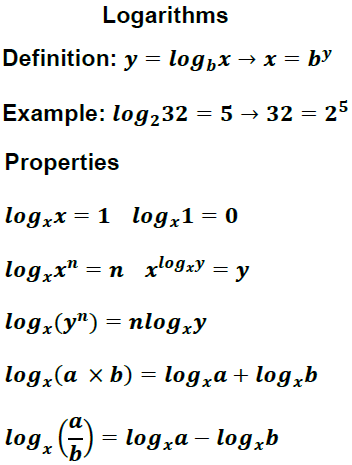 Logarithms
Definition: y = log_b x → x = b^y
Example: log_2 32 = 5 → 32 = 2^5
Properties
log_x x = 1   log_x 1 = 0
log_x x^n = n   x^{log_x y} = y
log_x (y^n) = nlog_x y
log_x (a × b) = log_x a + log_x b
log_x (a/b) = log_x a − log_x b